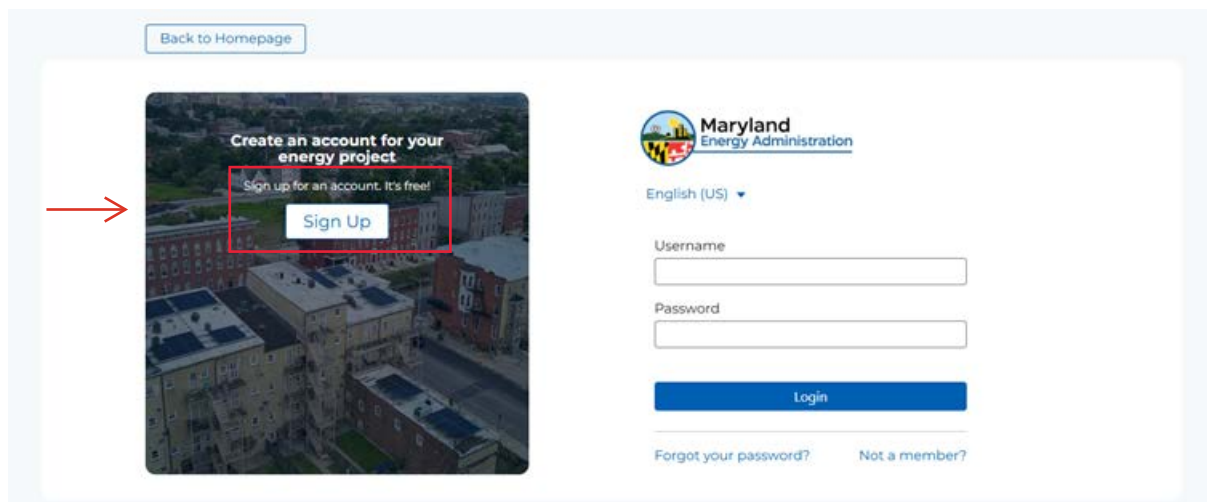 Back to Homepage
Create an account for your
energy project
Sign up for an account. It's free!
Sign Up
Maryland
Energy Administration
English (US)
Username
Password
Login
Forgot your password? Not a member?